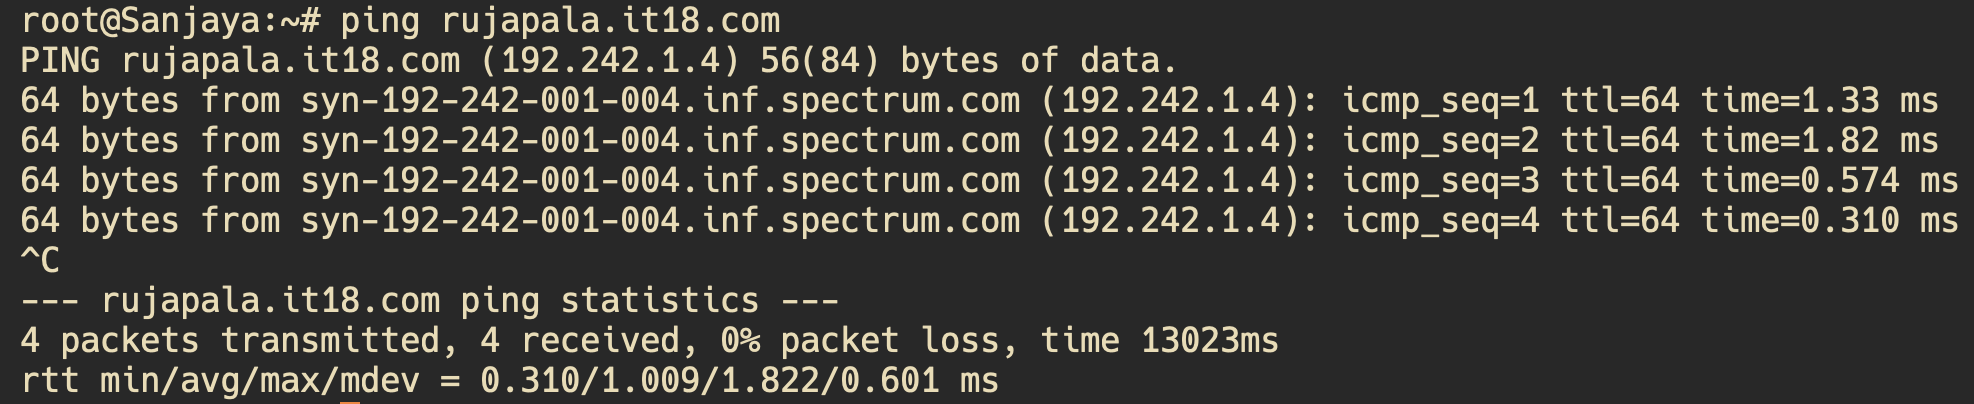 root@Sanjaya:~# ping rujapala.it18.com
PING rujapala.it18.com (192.242.1.4) 56(84) bytes of data.
64 bytes from syn-192-242-001-004.inf.spectrum.com (192.242.1.4): icmp_seq=1 ttl=64 time=1.33 ms
64 bytes from syn-192-242-001-004.inf.spectrum.com (192.242.1.4): icmp_seq=2 ttl=64 time=1.82 ms
64 bytes from syn-192-242-001-004.inf.spectrum.com (192.242.1.4): icmp_seq=3 ttl=64 time=0.574 ms
64 bytes from syn-192-242-001-004.inf.spectrum.com (192.242.1.4): icmp_seq=4 ttl=64 time=0.310 ms
^C
--- rujapala.it18.com ping statistics ---
4 packets transmitted, 4 received, 0% packet loss, time 13023ms
rtt min/avg/max/mdev = 0.310/1.009/1.822/0.601 ms